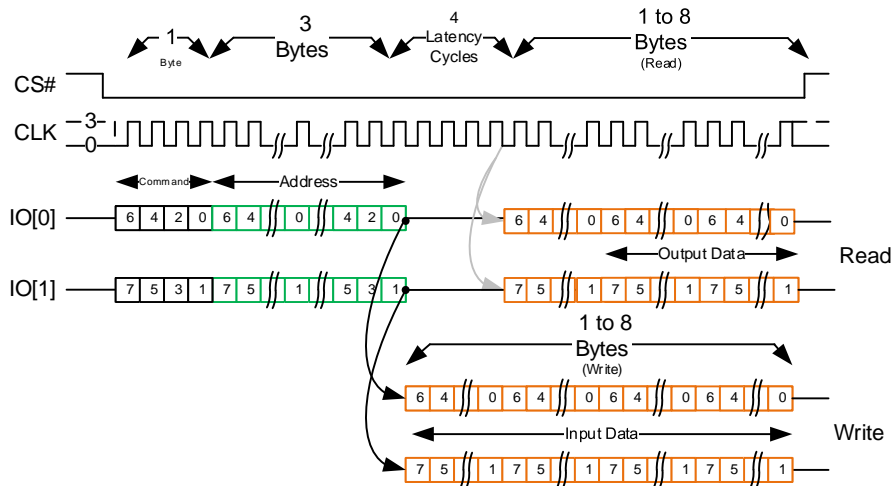 1
Byte
3
Bytes
4
Latency
Cycles
1 to 8
Bytes
(Read)
CS#
CLK
3
0
Command
Address
IO[0]
6 4 2 0 6 4 0 4 2 0
6 4 0 6 4 0 6 4 0
Output Data
Read
IO[1]
7 5 3 1 7 5 1 5 3 1
7 5 1 7 5 1 7 5 1
1 to 8
Bytes
(Write)
6 4 0 6 4 0 6 4 0 6 4 0
Input Data
Write
7 5 1 7 5 1 7 5 1 7 5 1